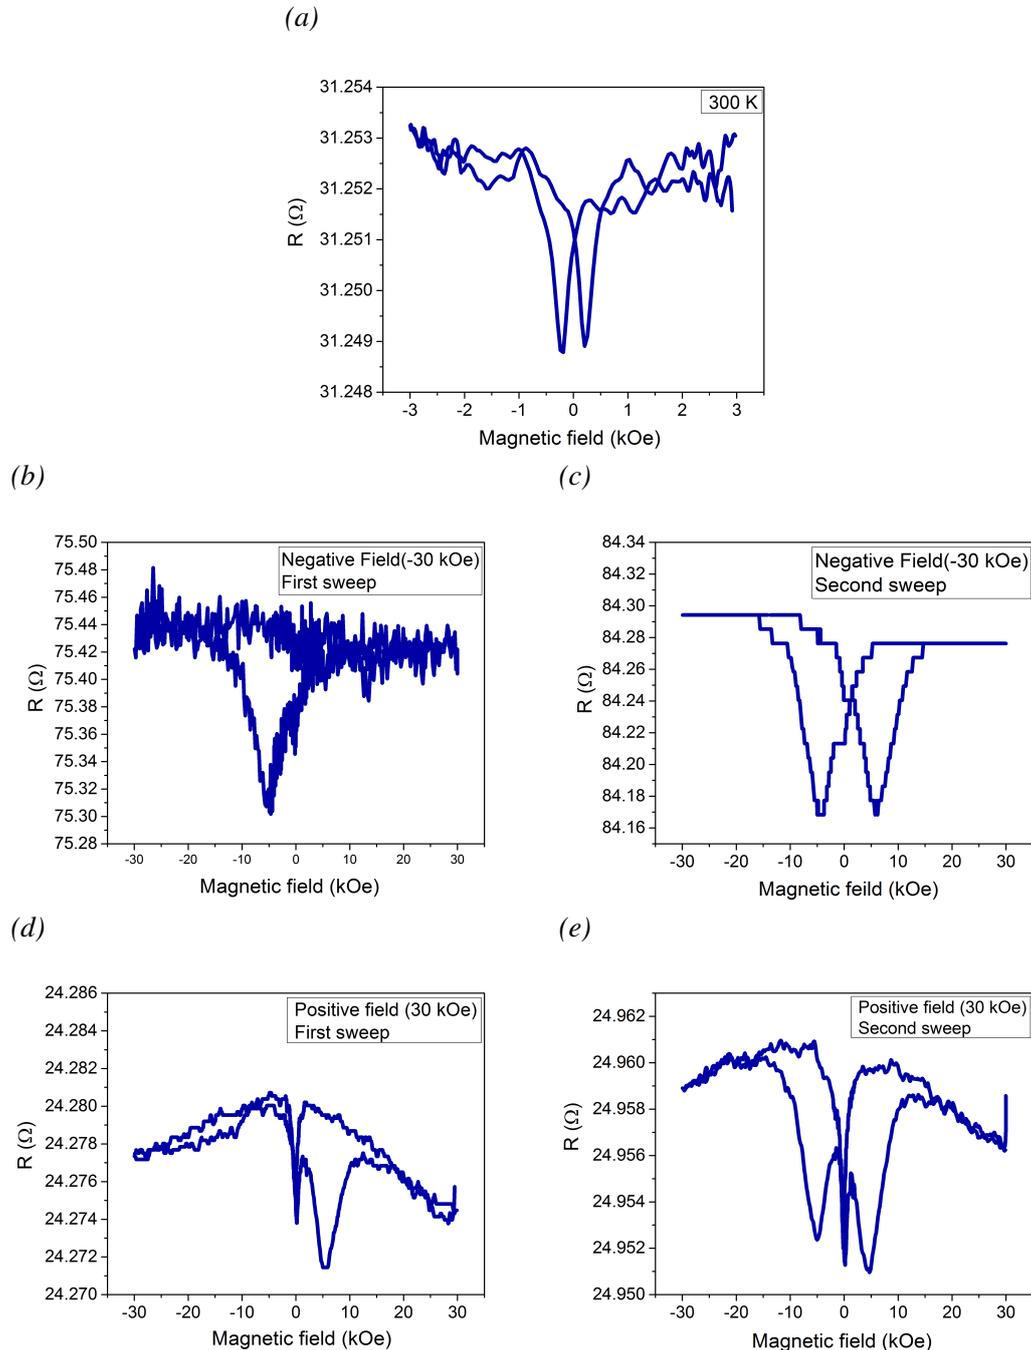 (a)
31.254
300 K
31.253
31.252
31.251
31.250
31.249
31.248
R (Ω)
-3 -2 -1 0 1 2 3
Magnetic field (kOe)
(b)
75.50
75.48
75.46
75.44
75.42
75.40
75.38
75.36
75.34
75.32
75.30
75.28
R (Ω)
Negative Field(-30 kOe)
First sweep
-30 -20 -10 0 10 20 30
Magnetic field (kOe)
(c)
84.34
84.32
84.30
84.28
84.26
84.24
84.22
84.20
84.18
84.16
R (Ω)
Negative Field(-30 kOe)
Second sweep
-30 -20 -10 0 10 20 30
Magnetic feild (kOe)
(d)
24.286
24.284
24.282
24.280
24.278
24.276
24.274
24.272
24.270
R (Ω)
Positive field (30 kOe)
First sweep
-30 -20 -10 0 10 20 30
Magnetic field (kOe)
(e)
24.962
24.960
24.958
24.956
24.954
24.952
24.950
R (Ω)
Positive field (30 kOe)
Second sweep
-30 -20 -10 0 10 20 30
Magnetic field (kOe)